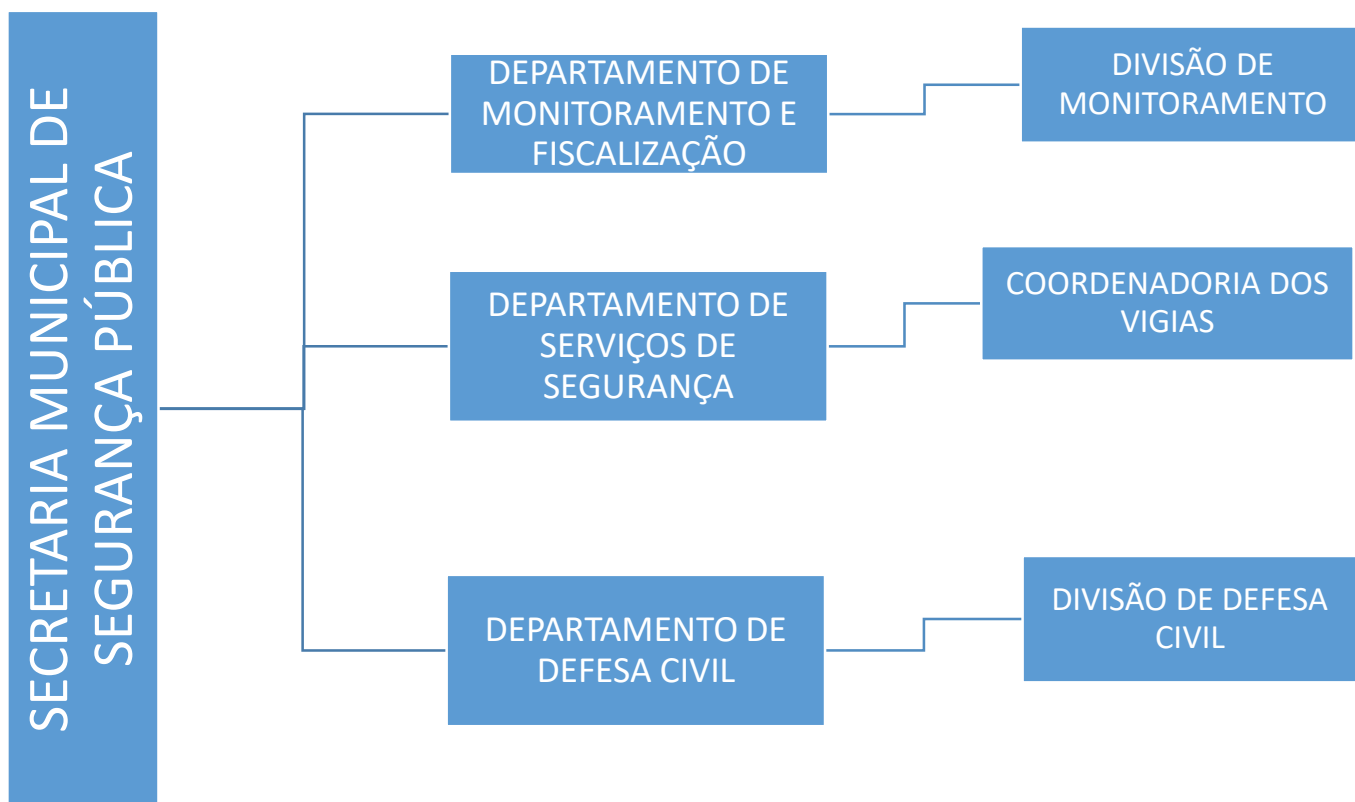 SECRETARIA MUNICIPAL DE
SEGURANÇA PÚBLICA
DEPARTAMENTO DE
MONITORAMENTO E
FISCALIZAÇÃO
DIVISÃO DE
MONITORAMENTO
DEPARTAMENTO DE
SERVIÇOS DE
SEGURANÇA
COORDENADORIA DOS
VIGIAS
DEPARTAMENTO DE
DEFESA CIVIL
DIVISÃO DE DEFESA
CIVIL